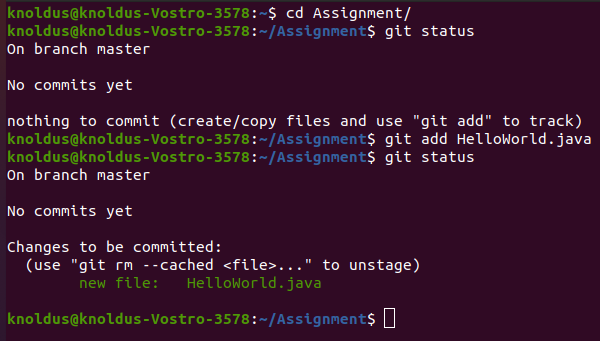 knoldus@knoldus-Vostro-3578:~$ cd Assignment/
knoldus@knoldus-Vostro-3578:~/Assignment$ git status
On branch master
No commits yet
nothing to commit (create/copy files and use "git add" to track)
knoldus@knoldus-Vostro-3578:~/Assignment$ git add HelloWorld.java
knoldus@knoldus-Vostro-3578:~/Assignment$ git status
On branch master
No commits yet
Changes to be committed:
  (use "git rm --cached <file>..." to unstage)
        new file:   HelloWorld.java
knoldus@knoldus-Vostro-3578:~/Assignment$